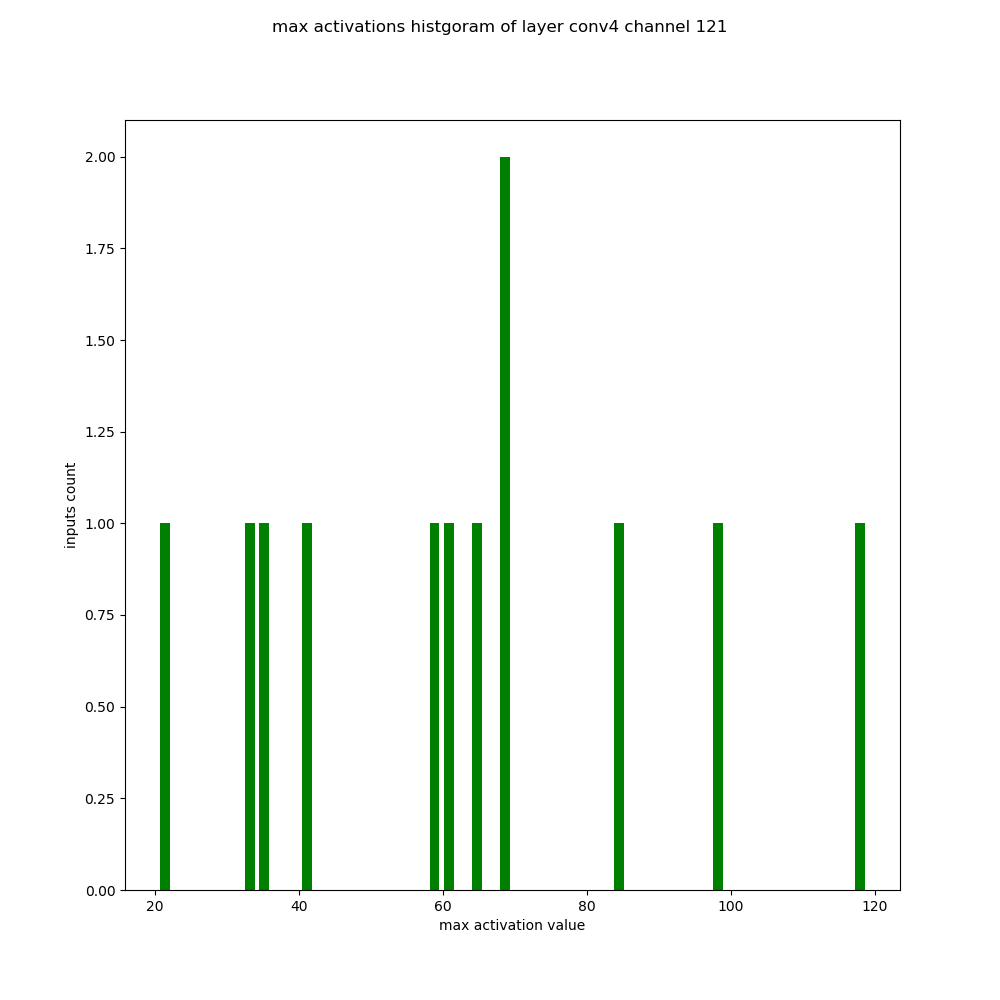 max activations histgoram of layer conv4 channel 121
2.00
1.75
1.50
1.25
1.00
0.75
0.50
0.25
0.00
inputs count
20 40 60 80 100 120
max activation value